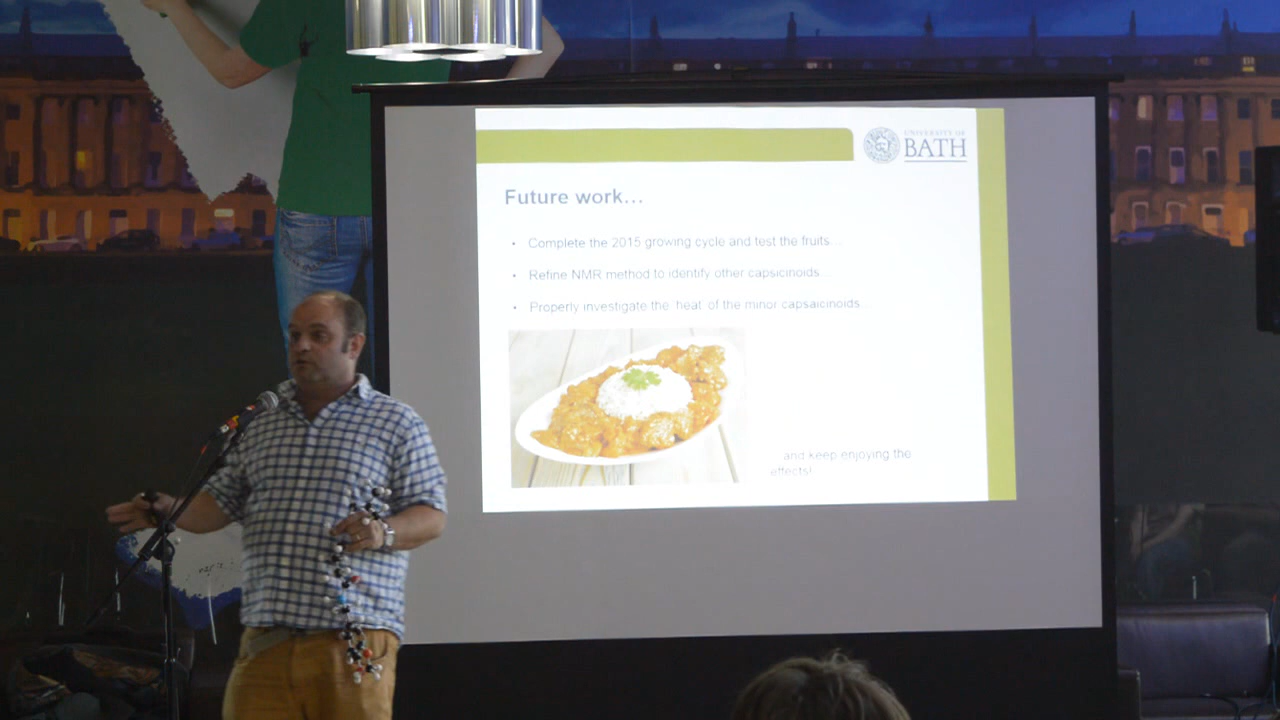 UNIVERSITY OF
BATH
Future work…
• Complete the 2015 growing cycle and test the fruits…
• Refine NMR method to identify other capsicinoids…
• Properly investigate the 'heat' of the minor capsaicinoids…
…and keep enjoying the
effects!